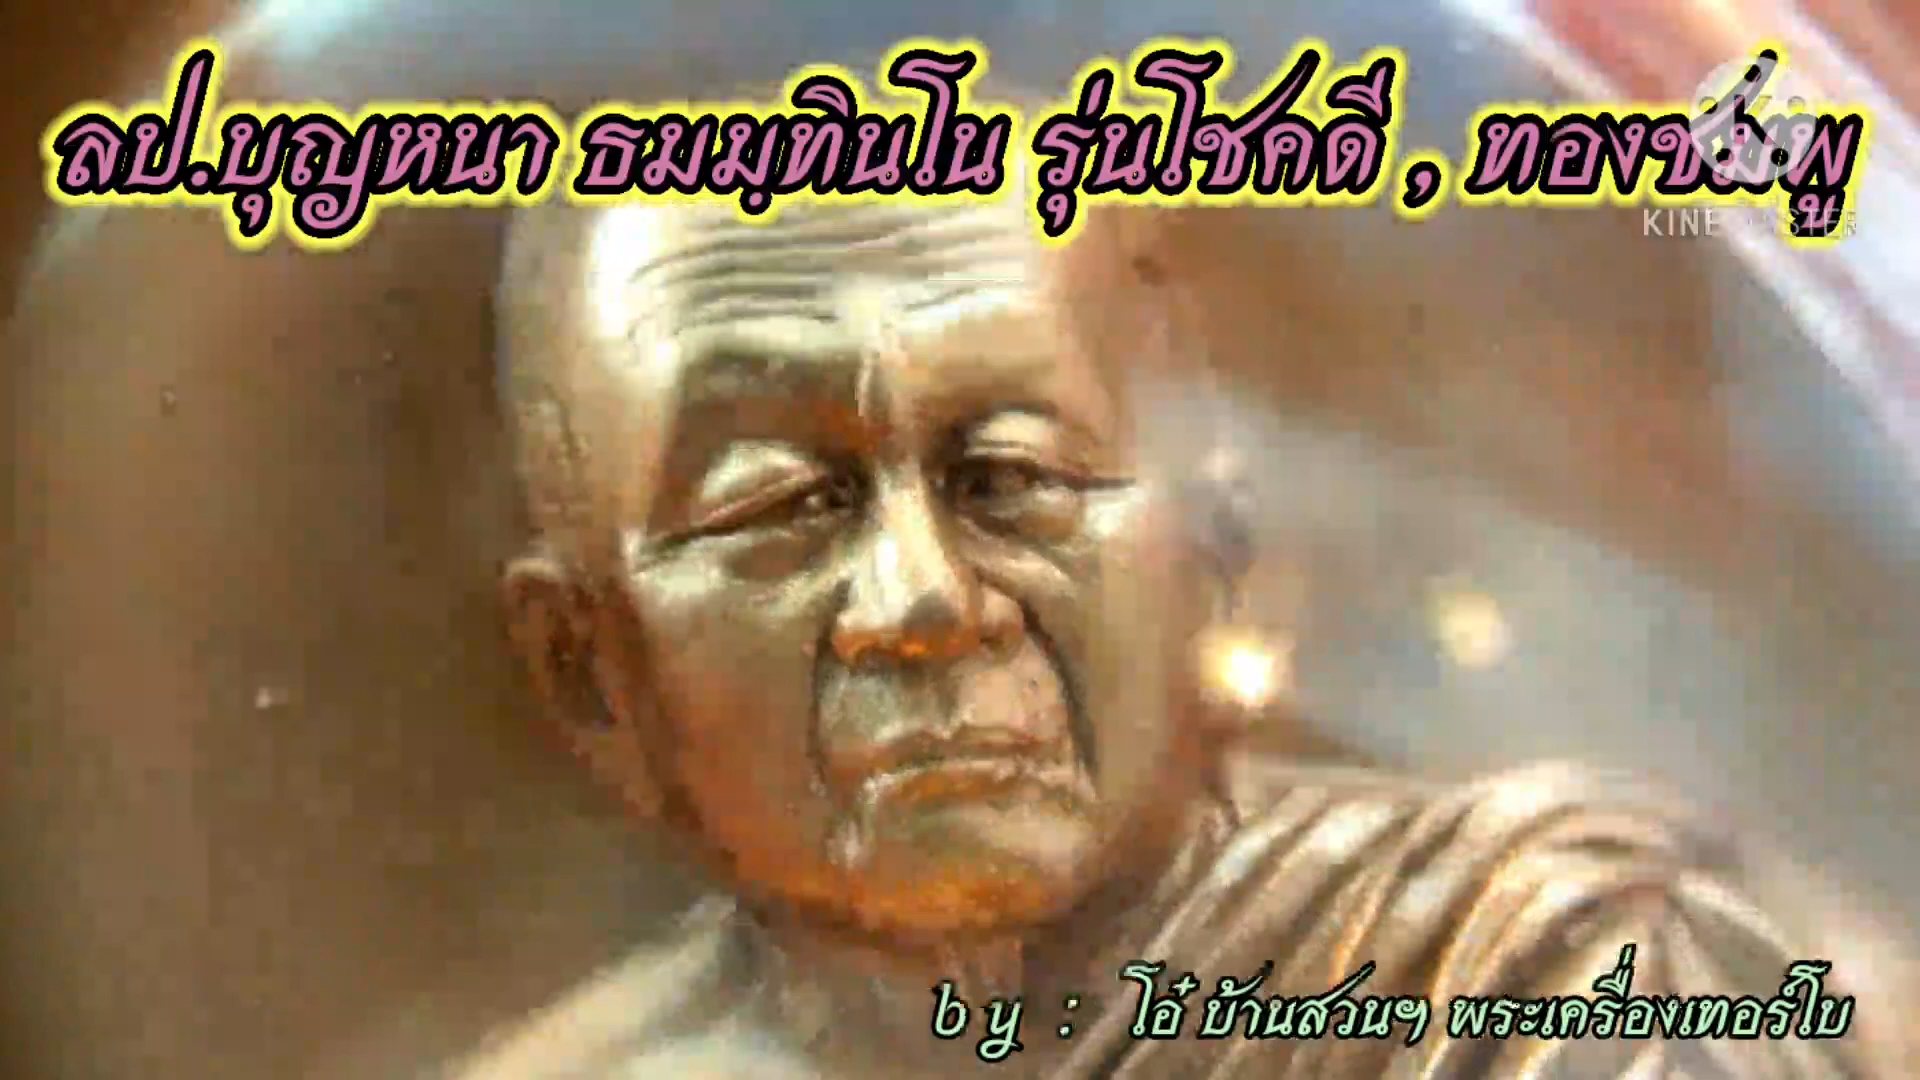 ลป.บุญหนา ธมมฺทินโน รุ่นโชคดี , ทองชมพู
KINEMASTER
by : โอ๋ บ้านสวนฯ พระเครื่องเทอร์โบ